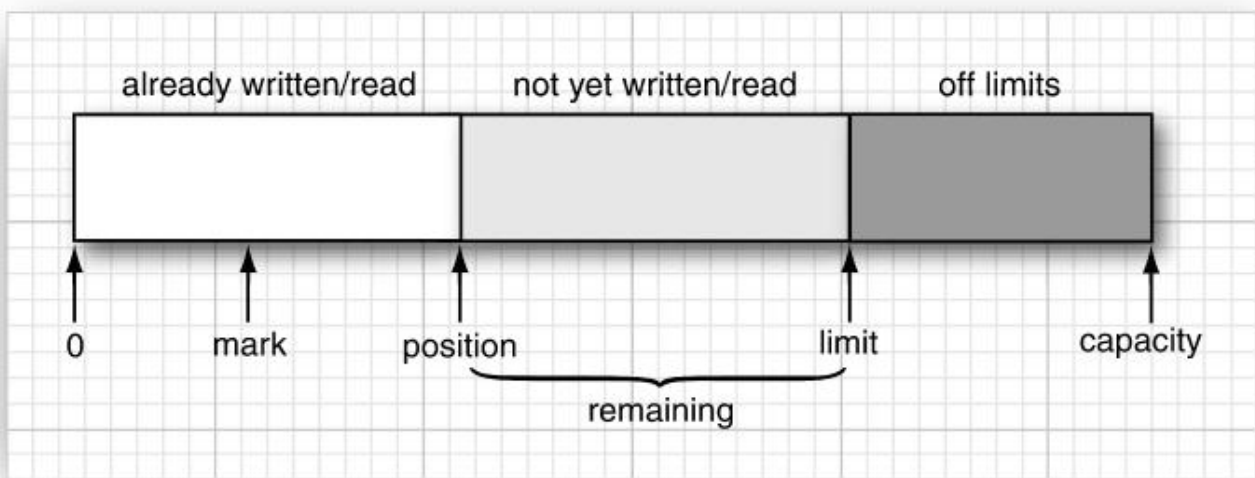 already written/read not yet written/read off limits
0 mark position limit capacity
remaining